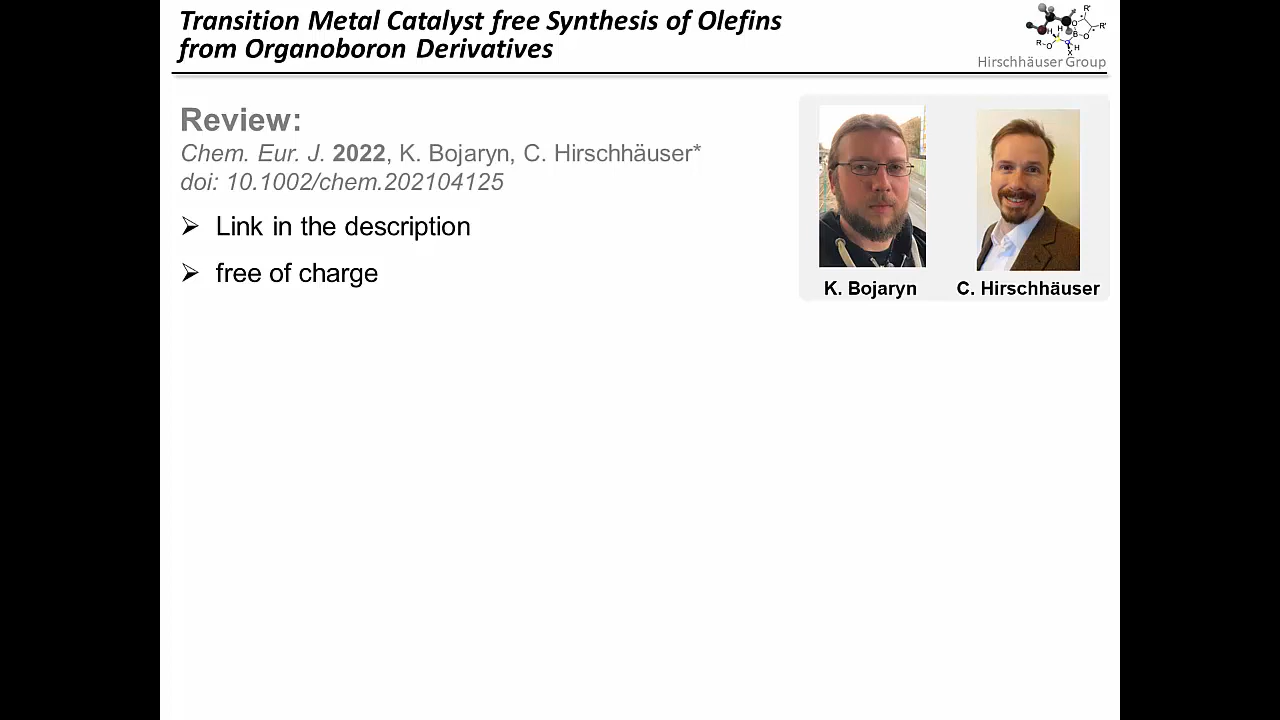 Transition Metal Catalyst free Synthesis of Olefins
from Organoboron Derivatives
Hirschhäuser Group
Review:
Chem. Eur. J. 2022, K. Bojaryn, C. Hirschhäuser*
doi: 10.1002/chem.202104125
➢ Link in the description
➢ free of charge
K. Bojaryn
C. Hirschhäuser